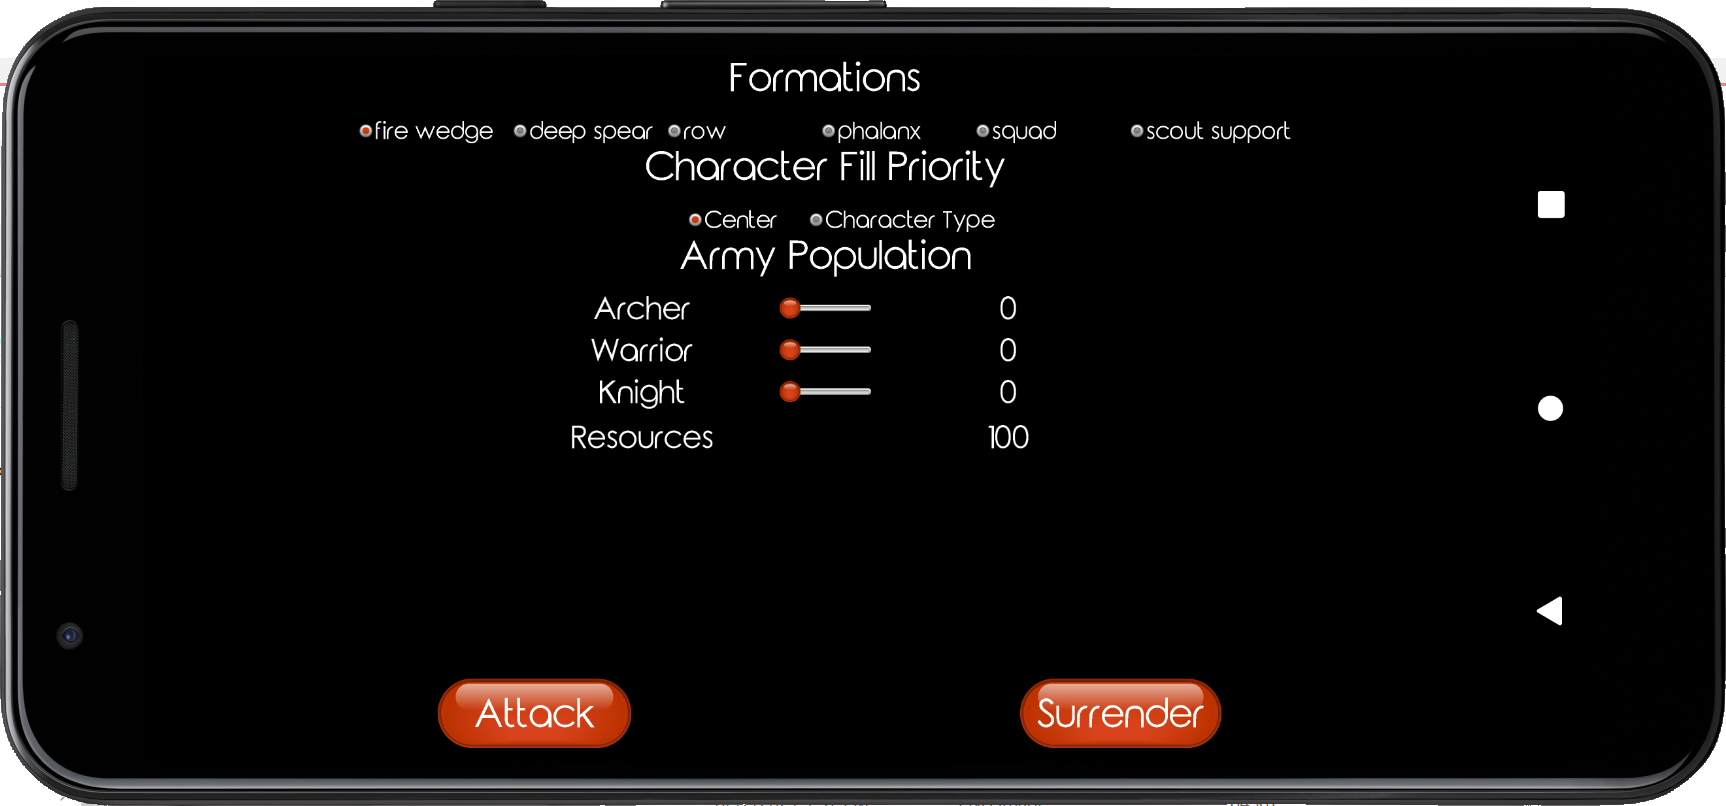 Formations
fire wedge deep spear row phalanx squad scout support
Character Fill Priority
Center Character Type
Army Population
Archer 0
Warrior 0
Knight 0
Resources 100
Attack Surrender